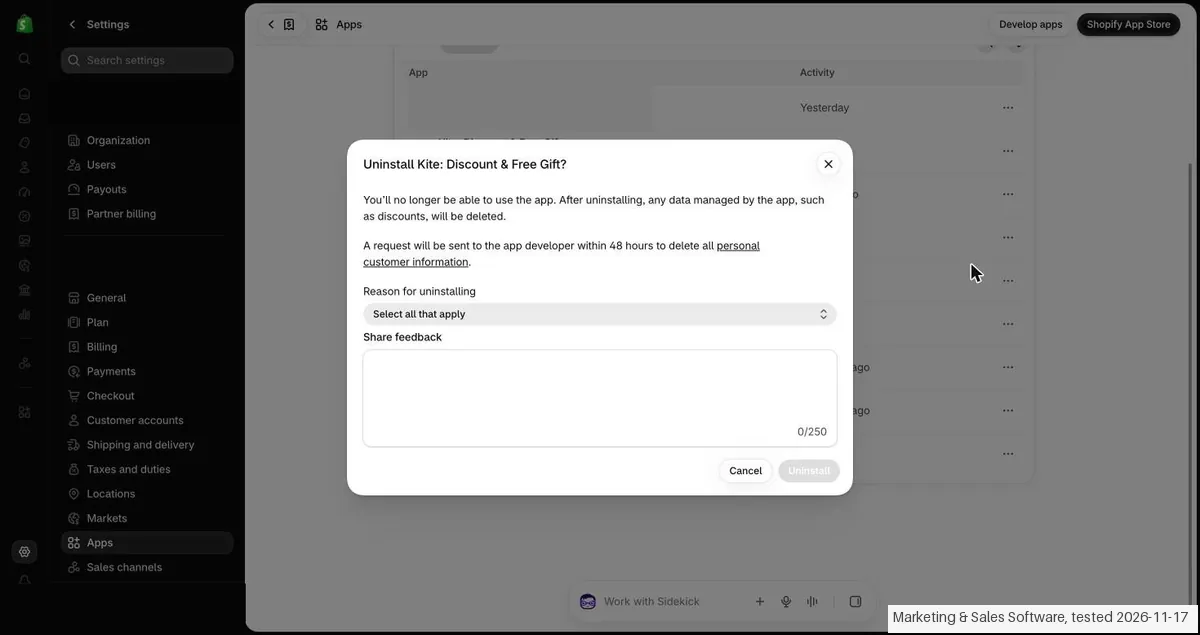 Settings
Apps
Develop apps
Shopify App Store
Search settings
App
Activity
Yesterday
Organization
Users
Payouts
Partner billing
Uninstall Kite: Discount & Free Gift?
You'll no longer be able to use the app. After uninstalling, any data managed by the app, such
as discounts, will be deleted.
A request will be sent to the app developer within 48 hours to delete all personal
customer information.
Reason for uninstalling
Select all that apply
Share feedback
0/250
Cancel
Uninstall
ago
ago
General
Plan
Billing
Payments
Checkout
Customer accounts
Shipping and delivery
Taxes and duties
Locations
Markets
Apps
Sales channels
Work with Sidekick
Marketing & Sales Software, tested 2026-11-17